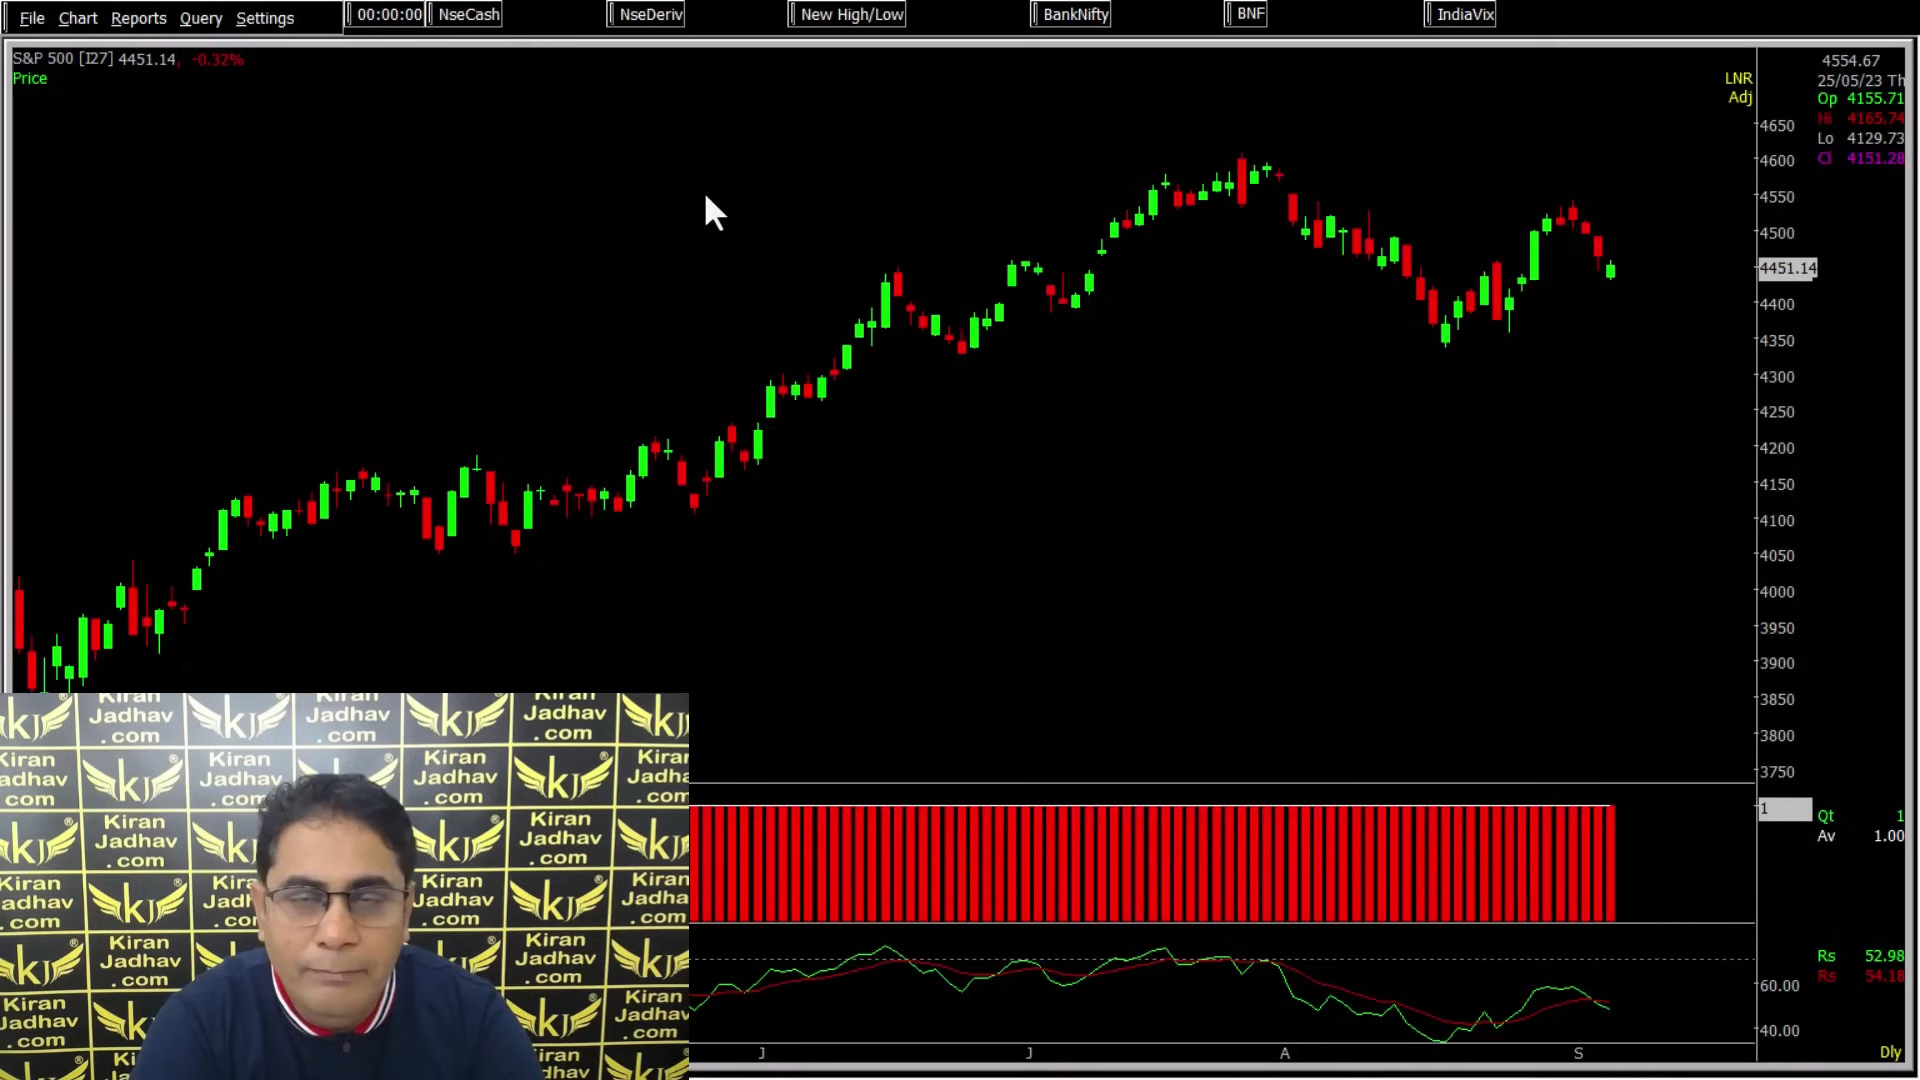 File Chart Reports Query Settings 00:00:00 NseCash NseDeriv New High/Low BankNifty BNF IndiaVix
S&P 500 [I27] 4451.14, -0.32%
Price
LNR
Adj
4554.67
25/05/23 Th
Op 4155.71
Hi 4165.74
Lo 4129.73
Cl 4151.28
4650
4600
4550
4500
4451.14
4400
4350
4300
4250
4200
4150
4100
4050
4000
3950
3900
3850
3800
3750
1
Qt 1
Av 1.00
Rs 52.98
Rs 54.18
60.00
40.00
J J A S
Dly
Kiran
Jadhav
.com
KJ